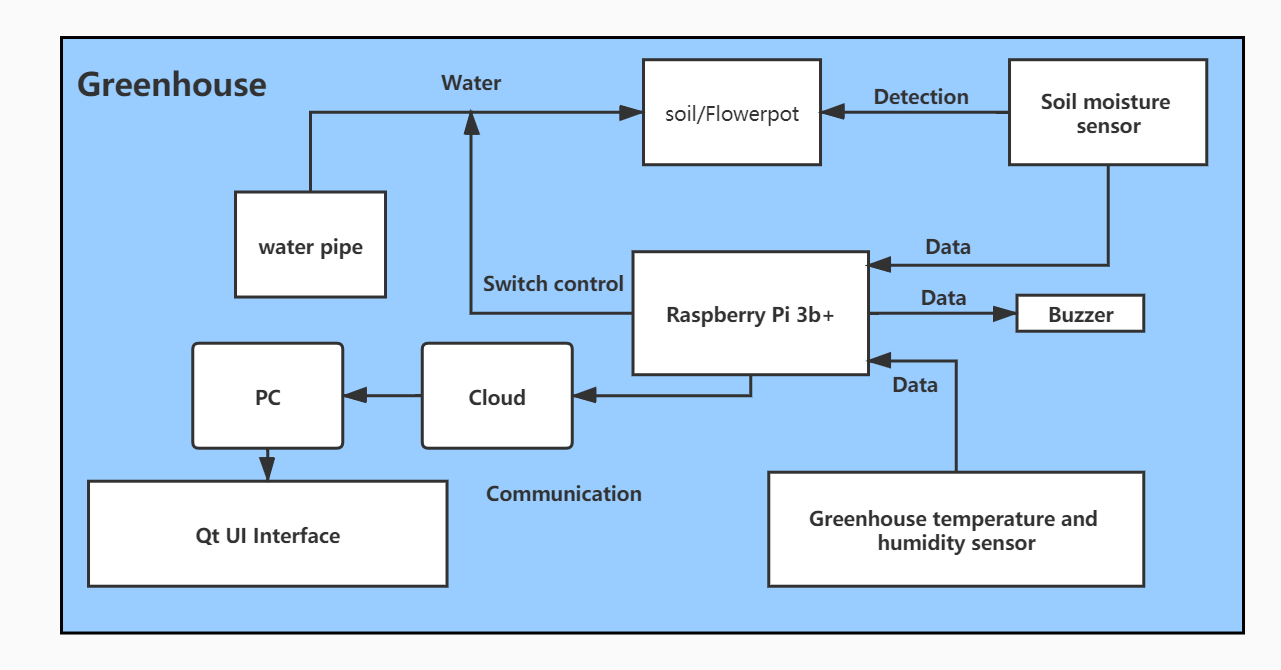 Greenhouse
Water
soil/Flowerpot
Detection
Soil moisture
sensor
water pipe
Switch control
Raspberry Pi 3b+
Data
Data
Buzzer
Data
PC
Cloud
Communication
Qt UI Interface
Greenhouse temperature and
humidity sensor